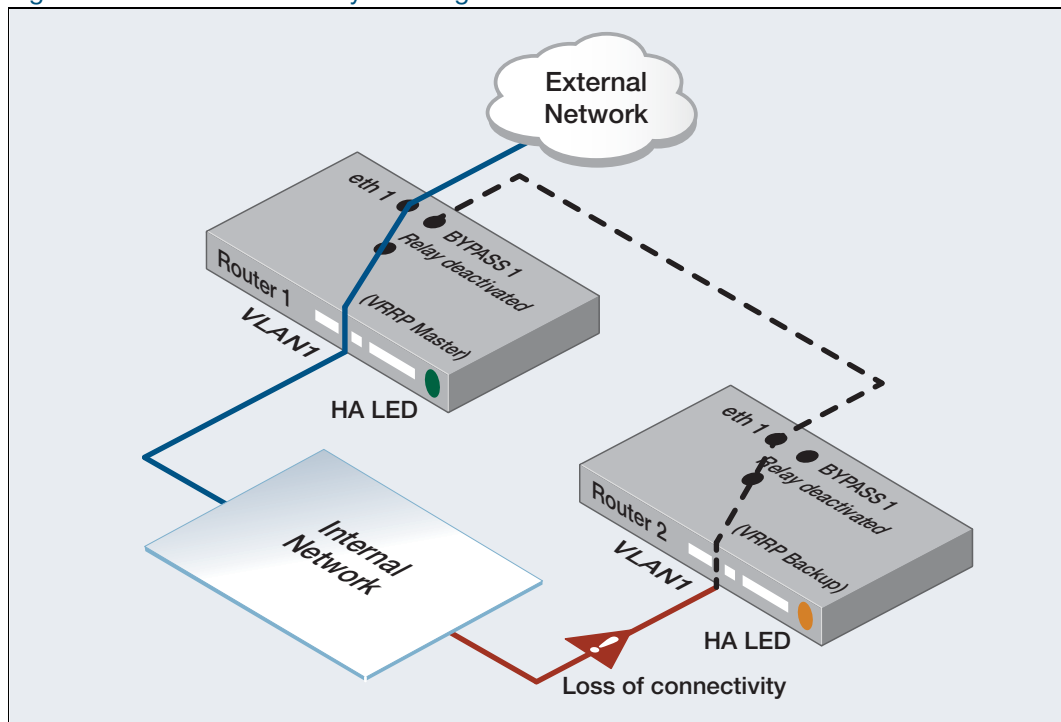 External
Network
eth 1
BYPASS 1
Relay deactivated
Router 1
(VRRP Master)
VLAN1
HA LED
eth 1
BYPASS 1
Relay deactivated
Router 2
(VRRP Backup)
VLAN1
HA LED
Internal
Network
Loss of connectivity